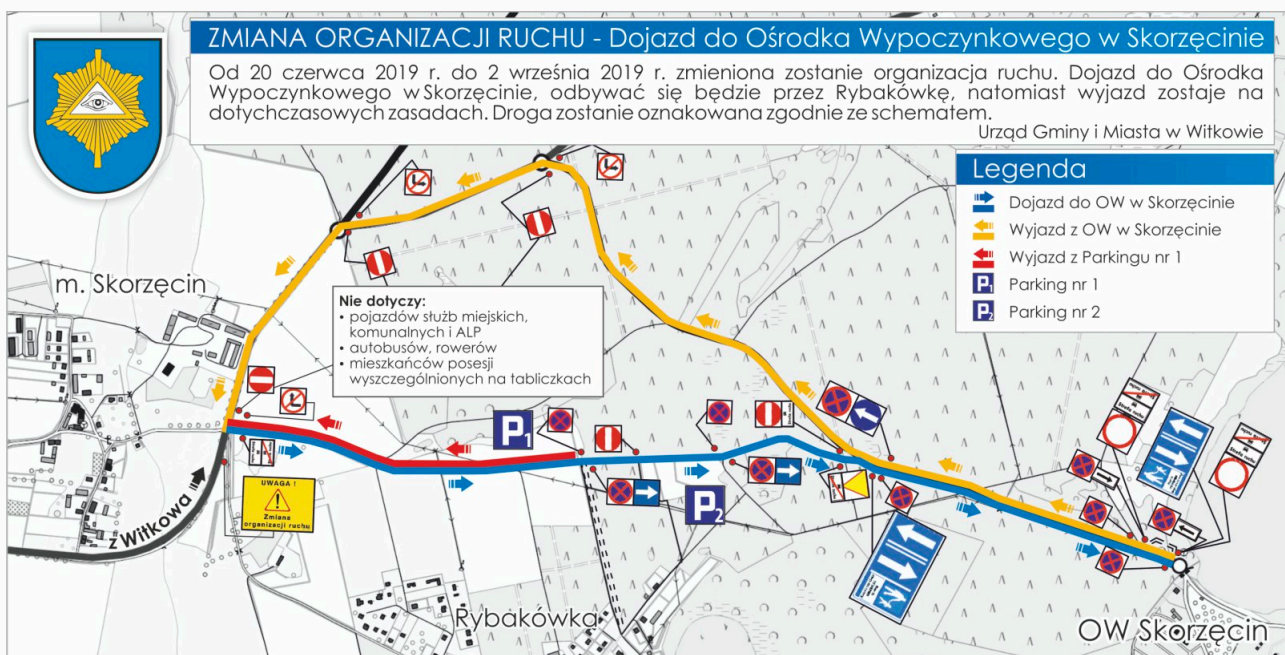 ZMIANA ORGANIZACJI RUCHU - Dojazd do Ośrodka Wypoczynkowego w Skorzęcinie
Od 20 czerwca 2019 r. do 2 września 2019 r. zmieniona zostanie organizacja ruchu. Dojazd do Ośrodka
Wypoczynkowego w Skorzęcinie, odbywać się będzie przez Rybakówkę, natomiast wyjazd zostaje na
dotychczasowych zasadach. Droga zostanie oznakowana zgodnie ze schematem.
Urząd Gminy i Miasta w Witkowie
Legenda
Dojazd do OW w Skorzęcinie
Wyjazd z OW w Skorzęcinie
Wyjazd z Parkingu nr 1
P1 Parking nr 1
P2 Parking nr 2
m. Skorzęcin
Nie dotyczy:
• pojazdów służb miejskich,
komunalnych i ALP
• autobusów, rowerów
• mieszkańców posesji
wyszczególnionych na tabliczkach
P1
P2
UWAGA !
Zmiana
organizacji ruchu
z Witkowa
Strefa ruchu
Rybakówka
OW Skorzęcin